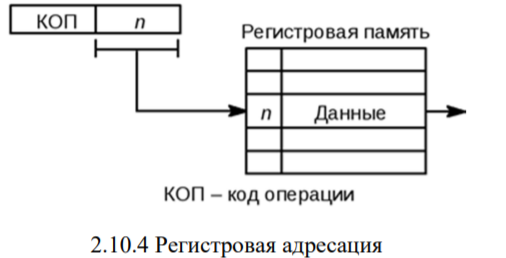 КОП n
Регистровая память
n Данные
КОП – код операции
2.10.4 Регистровая адресация